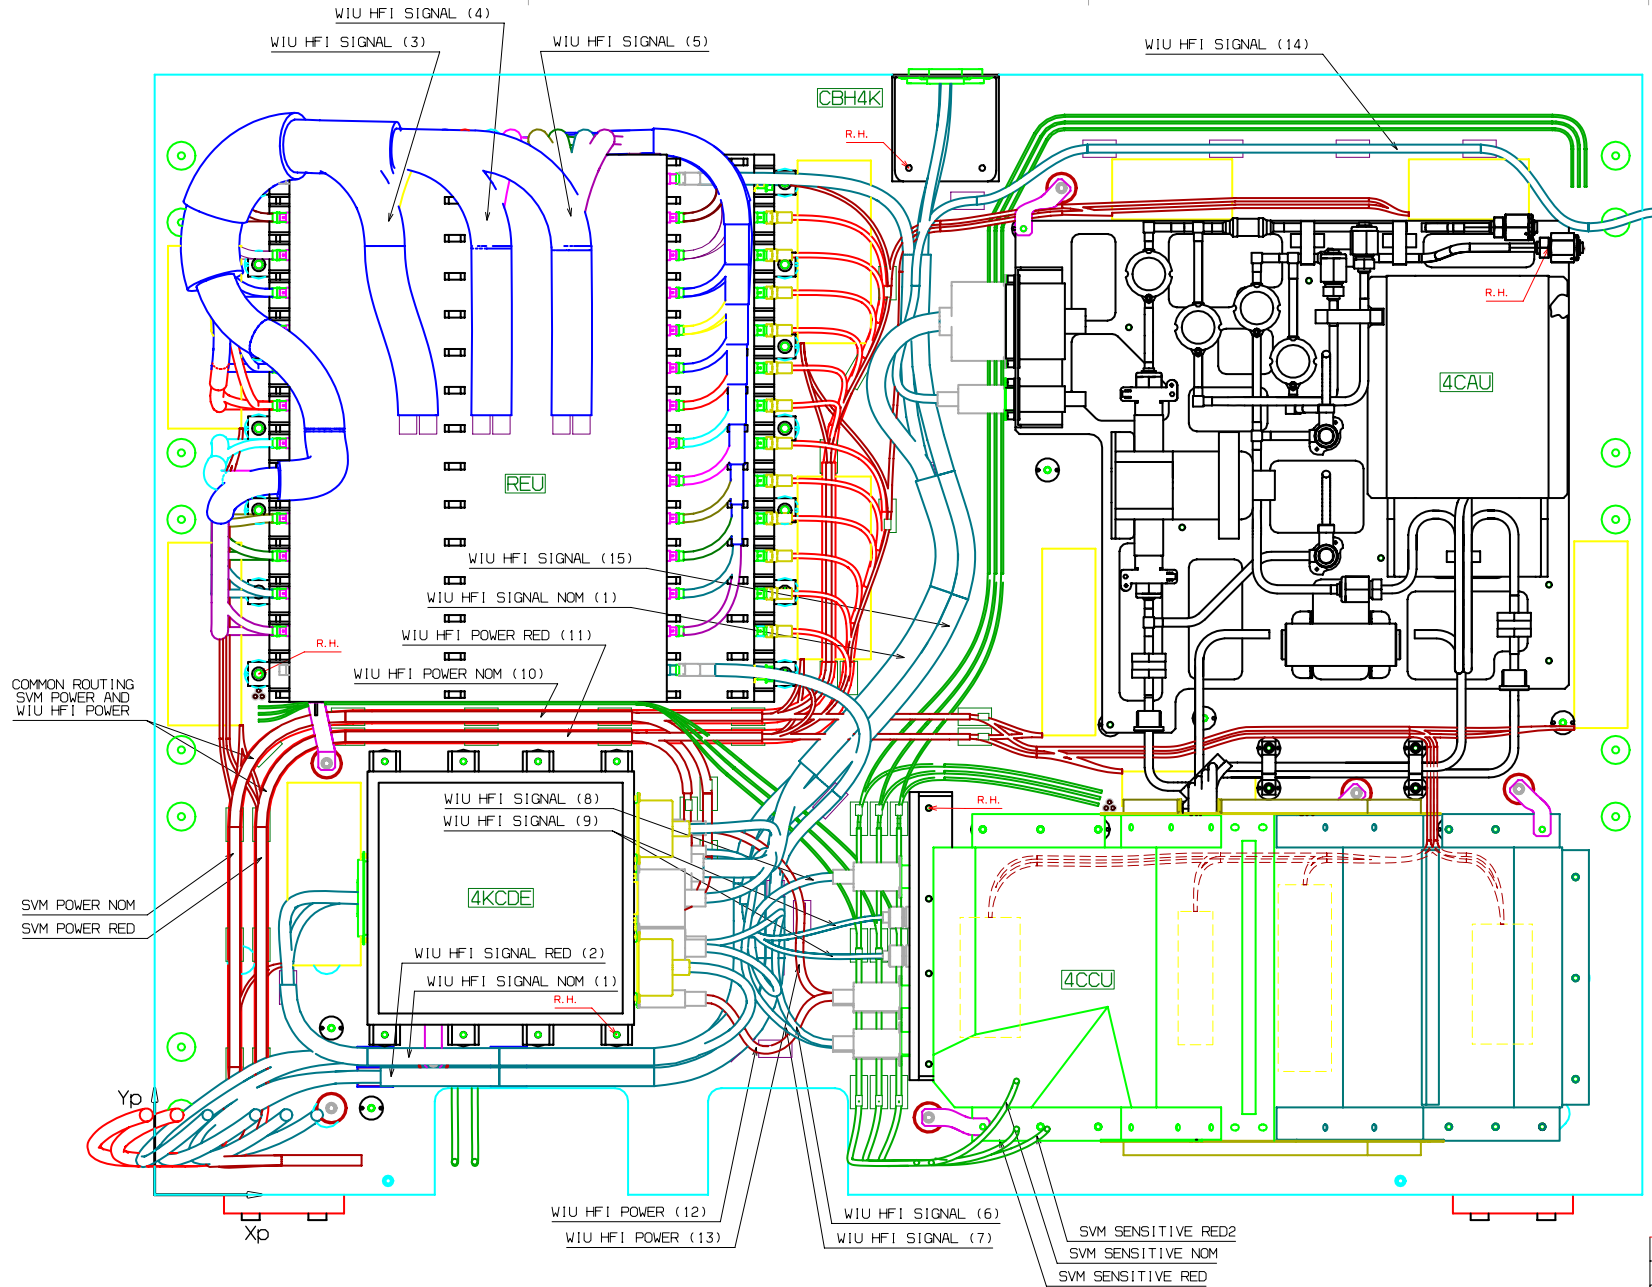 WIU HFI SIGNAL (4)
WIU HFI SIGNAL (3)
WIU HFI SIGNAL (5)
WIU HFI SIGNAL (14)
CBH4K
R.H.
R.H.
4CAU
REU
WIU HFI SIGNAL (15)
WIU HFI SIGNAL NOM (1)
WIU HFI POWER RED (11)
R.H.
WIU HFI POWER NOM (10)
COMMON ROUTING
SVM POWER AND
WIU HFI POWER
WIU HFI SIGNAL (8)
WIU HFI SIGNAL (9)
R.H.
4KCDE
SVM POWER NOM
SVM POWER RED
WIU HFI SIGNAL RED (2)
WIU HFI SIGNAL NOM (1)
R.H.
4CCU
Yp
Xp
WIU HFI POWER (12)
WIU HFI POWER (13)
WIU HFI SIGNAL (6)
WIU HFI SIGNAL (7)
SVM SENSITIVE RED2
SVM SENSITIVE NOM
SVM SENSITIVE RED